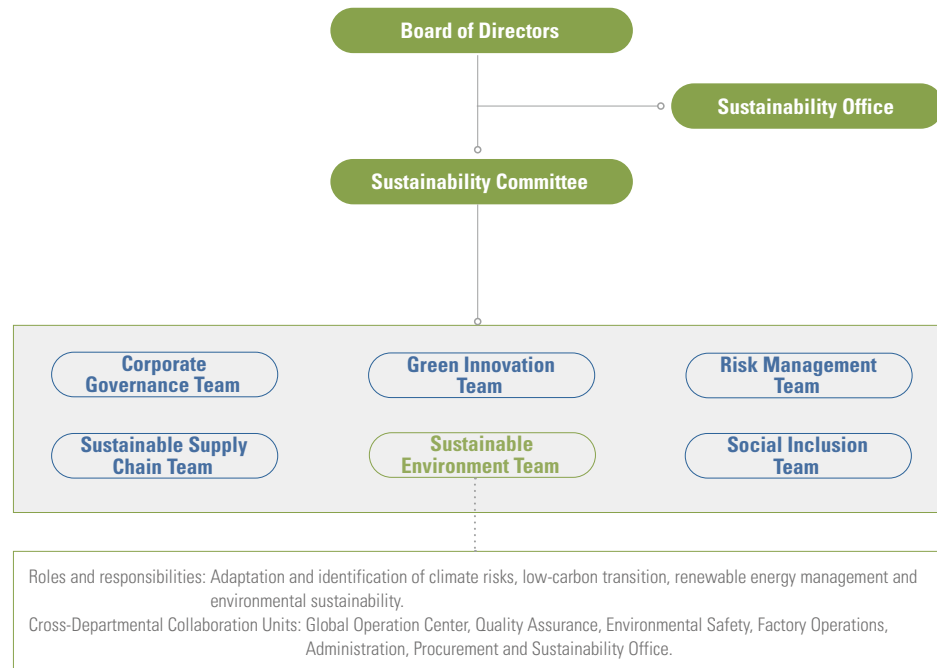 Board of Directors
Sustainability Office
Sustainability Committee
Corporate
Governance Team
Green Innovation
Team
Risk Management
Team
Sustainable Supply
Chain Team
Sustainable
Environment Team
Social Inclusion
Team
Roles and responsibilities: Adaptation and identification of climate risks, low-carbon transition, renewable energy management and
environmental sustainability.
Cross-Departmental Collaboration Units: Global Operation Center, Quality Assurance, Environmental Safety, Factory Operations,
Administration, Procurement and Sustainability Office.